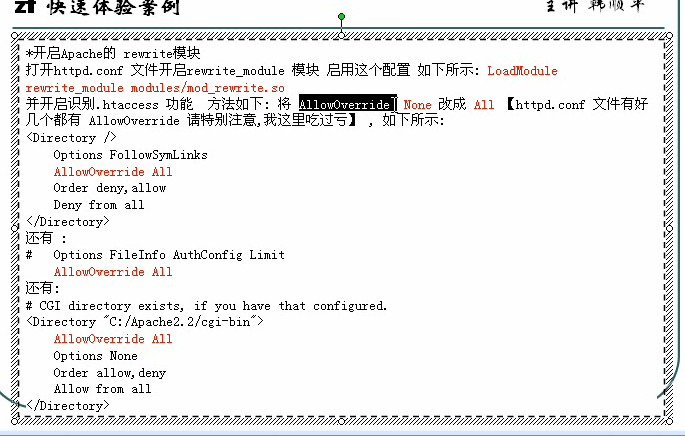 zf 快速体验案例
主讲 韩顺平
*开启Apache的 rewrite模块
打开httpd.conf 文件开启rewrite_module 模块 启用这个配置 如下所示: LoadModule
rewrite_module modules/mod_rewrite.so
并开启识别.htaccess 功能 方法如下: 将 AllowOverride None 改成 All 【httpd.conf 文件有好
几个都有 AllowOverride 请特别注意,我这里吃过亏】 , 如下所示:
<Directory />
Options FollowSymLinks
AllowOverride All
Order deny,allow
Deny from all
</Directory>
还有 :
# Options FileInfo AuthConfig Limit
AllowOverride All
还有:
# CGI directory exists, if you have that configured.
<Directory "C:/Apache2.2/cgi-bin">
AllowOverride All
Options None
Order allow,deny
Allow from all
</Directory>